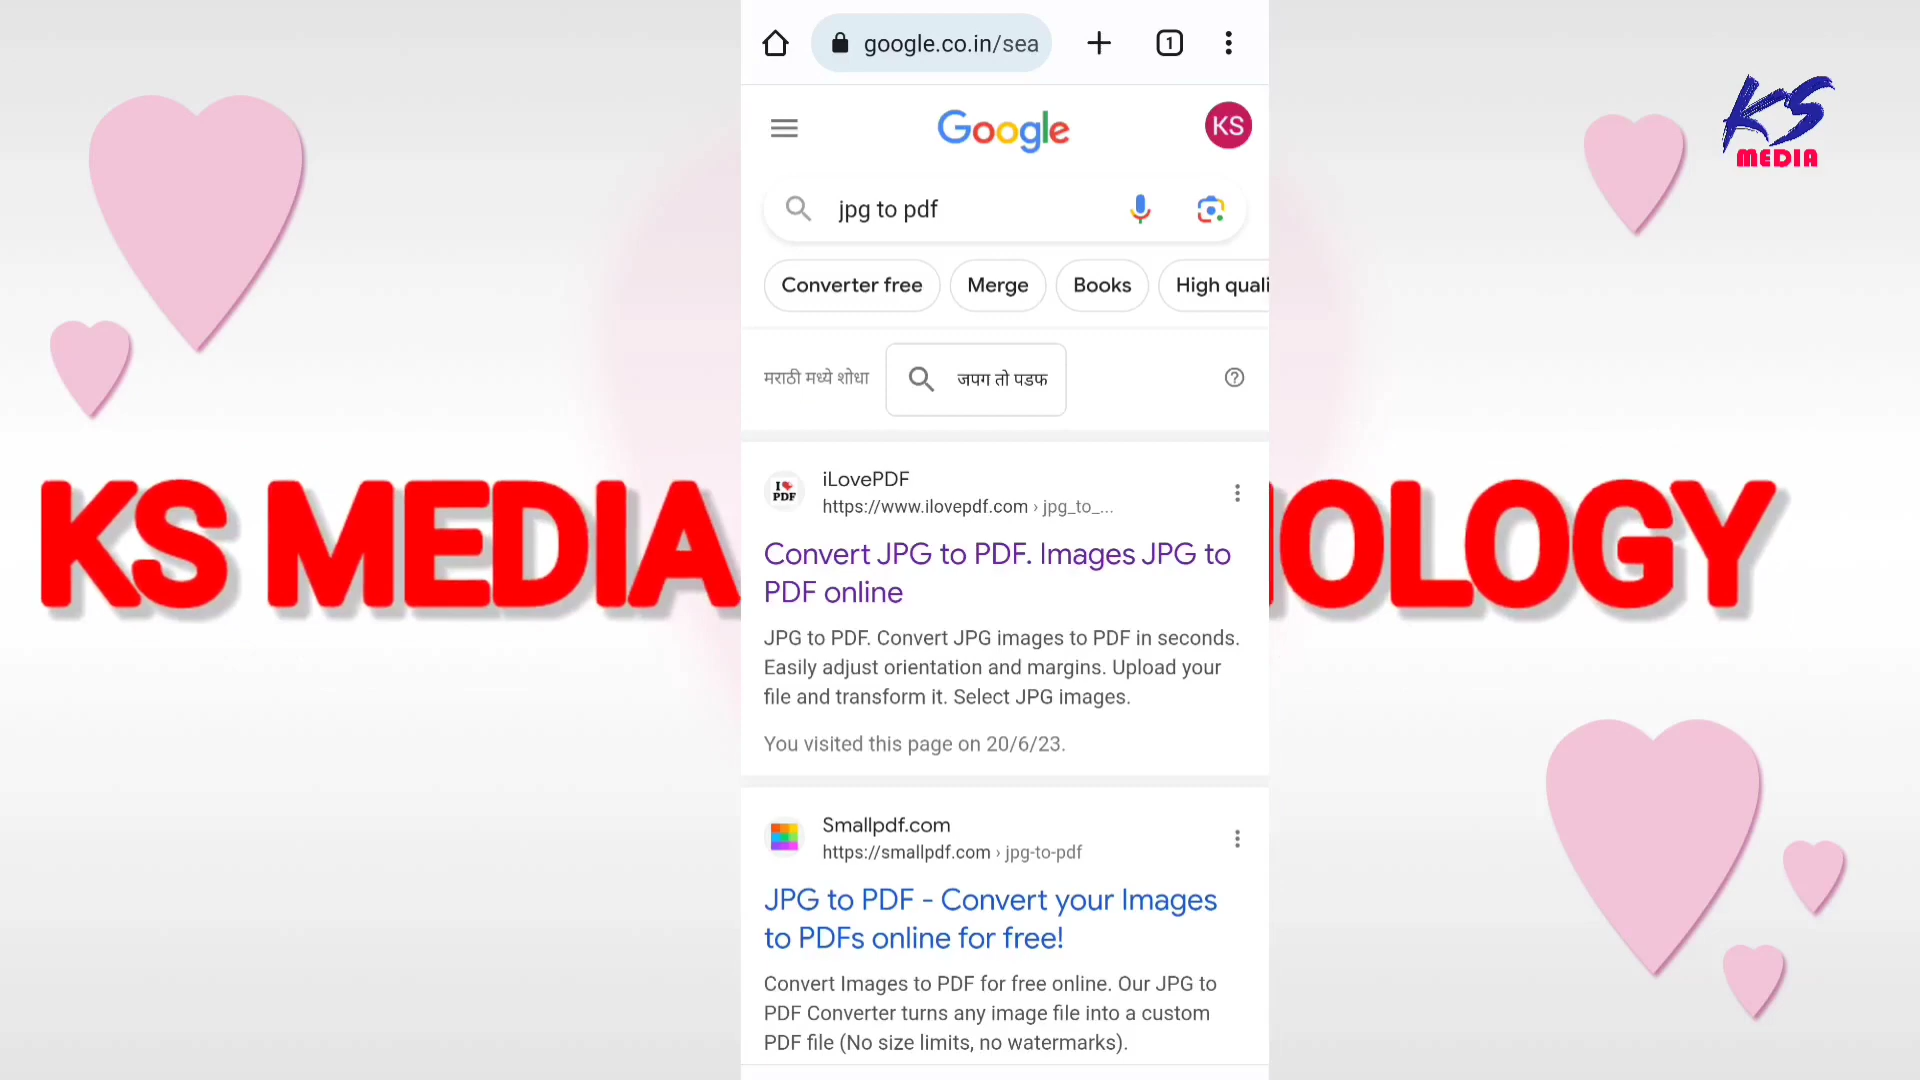 google.co.in/sea
1
Google
KS
KS
MEDIA
jpg to pdf
Converter free
Merge
Books
High quali
मराठी मध्ये शोधा
जपग तो पडफ
iLovePDF
I PDF
https://www.ilovepdf.com › jpg_to_...
Convert JPG to PDF. Images JPG to
PDF online
KS MEDIA
OLOGY
JPG to PDF. Convert JPG images to PDF in seconds.
Easily adjust orientation and margins. Upload your
file and transform it. Select JPG images.
You visited this page on 20/6/23.
Smallpdf.com
https://smallpdf.com › jpg-to-pdf
JPG to PDF - Convert your Images
to PDFs online for free!
Convert Images to PDF for free online. Our JPG to
PDF Converter turns any image file into a custom
PDF file (No size limits, no watermarks).